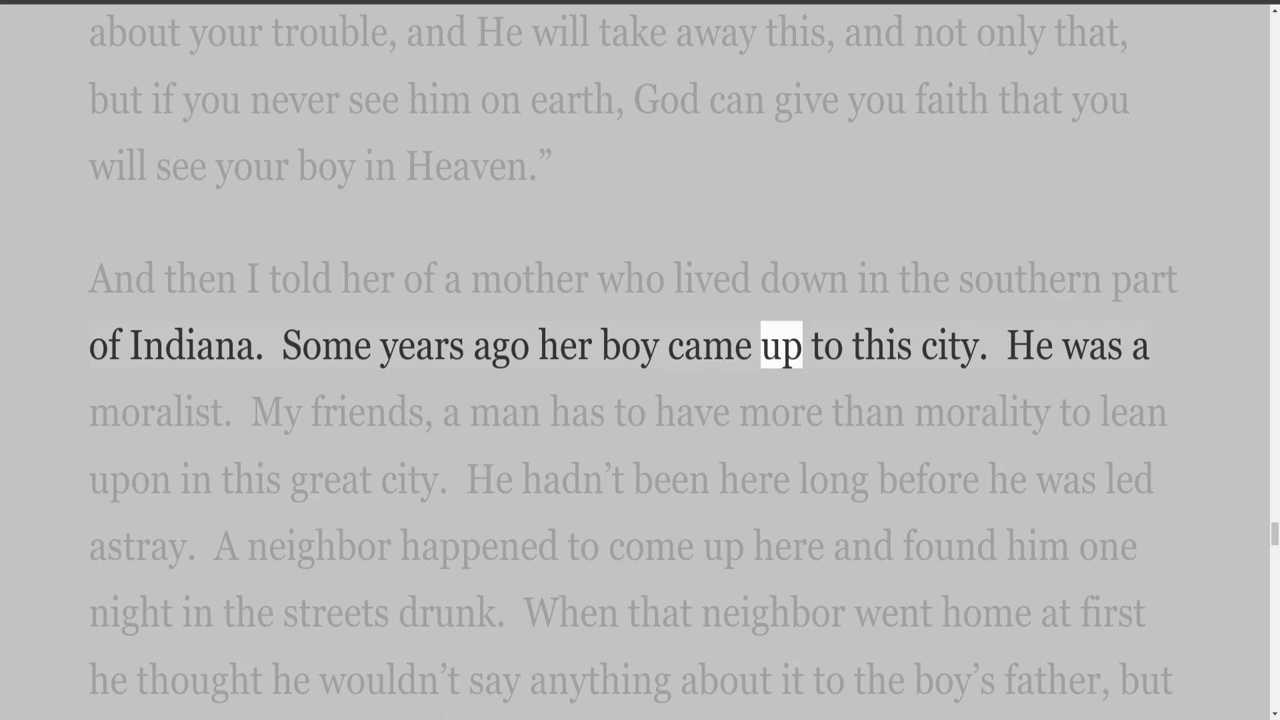 about your trouble, and He will take away this, and not only that,
but if you never see him on earth, God can give you faith that you
will see your boy in Heaven.”
And then I told her of a mother who lived down in the southern part
of Indiana.  Some years ago her boy came up to this city.  He was a
moralist.  My friends, a man has to have more than morality to lean
upon in this great city.  He hadn’t been here long before he was led
astray.  A neighbor happened to come up here and found him one
night in the streets drunk.  When that neighbor went home at first
he thought he wouldn’t say anything about it to the boy’s father, but